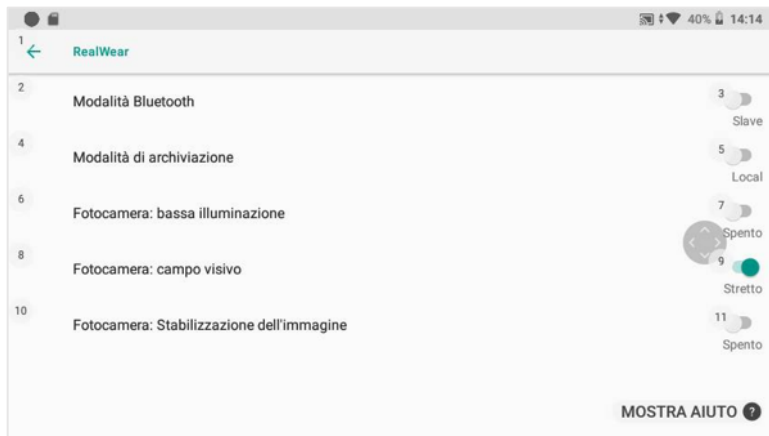 40% 14:14
1
RealWear
2
Modalità Bluetooth
3
Slave
4
Modalità di archiviazione
5
Local
6
Fotocamera: bassa illuminazione
7
Spento
8
Fotocamera: campo visivo
9
Stretto
10
Fotocamera: Stabilizzazione dell'immagine
11
Spento
MOSTRA AIUTO ?